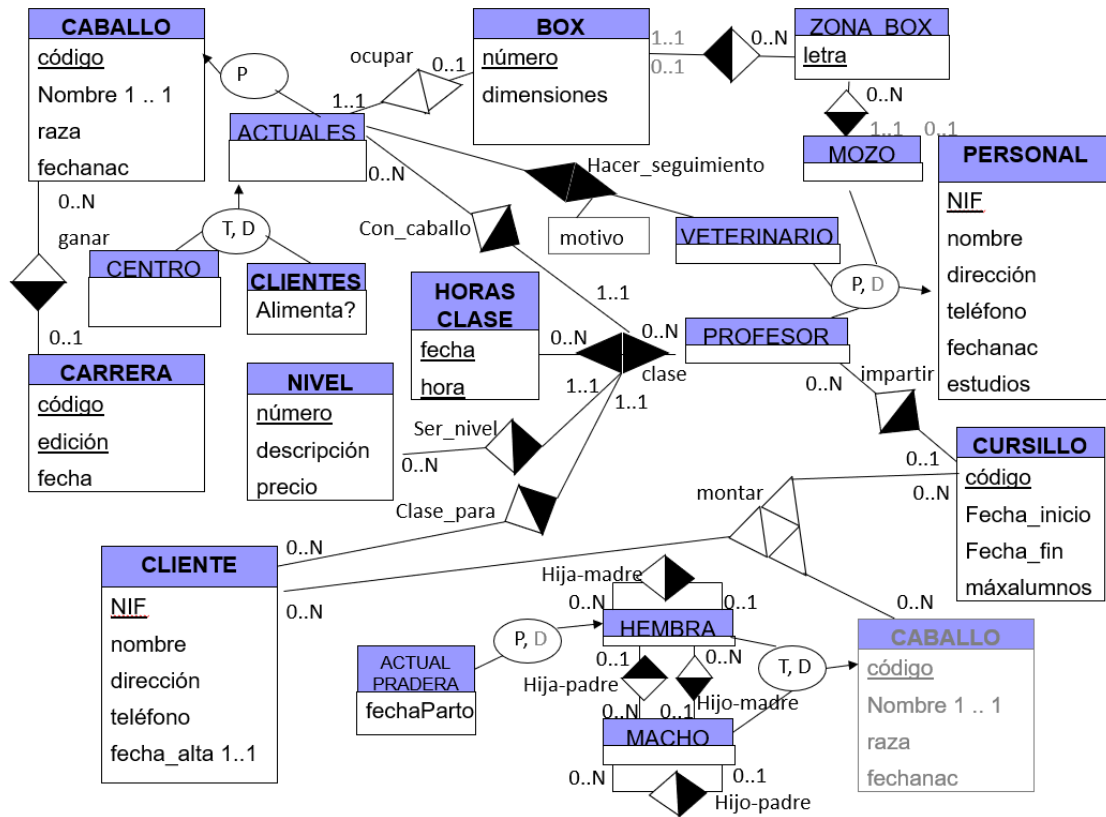 CABALLO
código
Nombre 1 .. 1
raza
fechanac
P
ocupar
0..1
1..1
BOX
número
dimensiones
1..1
0..1
0..N
ZONA_BOX
letra
0..N
1..1
0..1
MOZO
ACTUALES
0..N
Hacer_seguimiento
motivo
VETERINARIO
PERSONAL
NIF
nombre
dirección
teléfono
fechanac
estudios
P, D
0..N
ganar
T, D
CENTRO
CLIENTES
Alimenta?
Con_caballo
1..1
HORAS
CLASE
fecha
hora
0..N
0..N
clase
PROFESOR
0..N
impartir
0..1
0..1
CARRERA
código
edición
fecha
NIVEL
número
descripción
precio
Ser_nivel
0..N
1..1
1..1
Clase_para
0..N
CURSILLO
código
Fecha_inicio
Fecha_fin
máxalumnos
0..N
montar
0..N
CLIENTE
NIF
nombre
dirección
teléfono
fecha_alta 1..1
0..N
Hija-madre
0..N
0..1
HEMBRA
P, D
ACTUAL
PRADERA
fechaParto
0..1
0..N
Hija-padre
Hijo-madre
0..N
0..1
MACHO
0..N
0..1
Hijo-padre
T, D
CABALLO
código
Nombre 1 .. 1
raza
fechanac